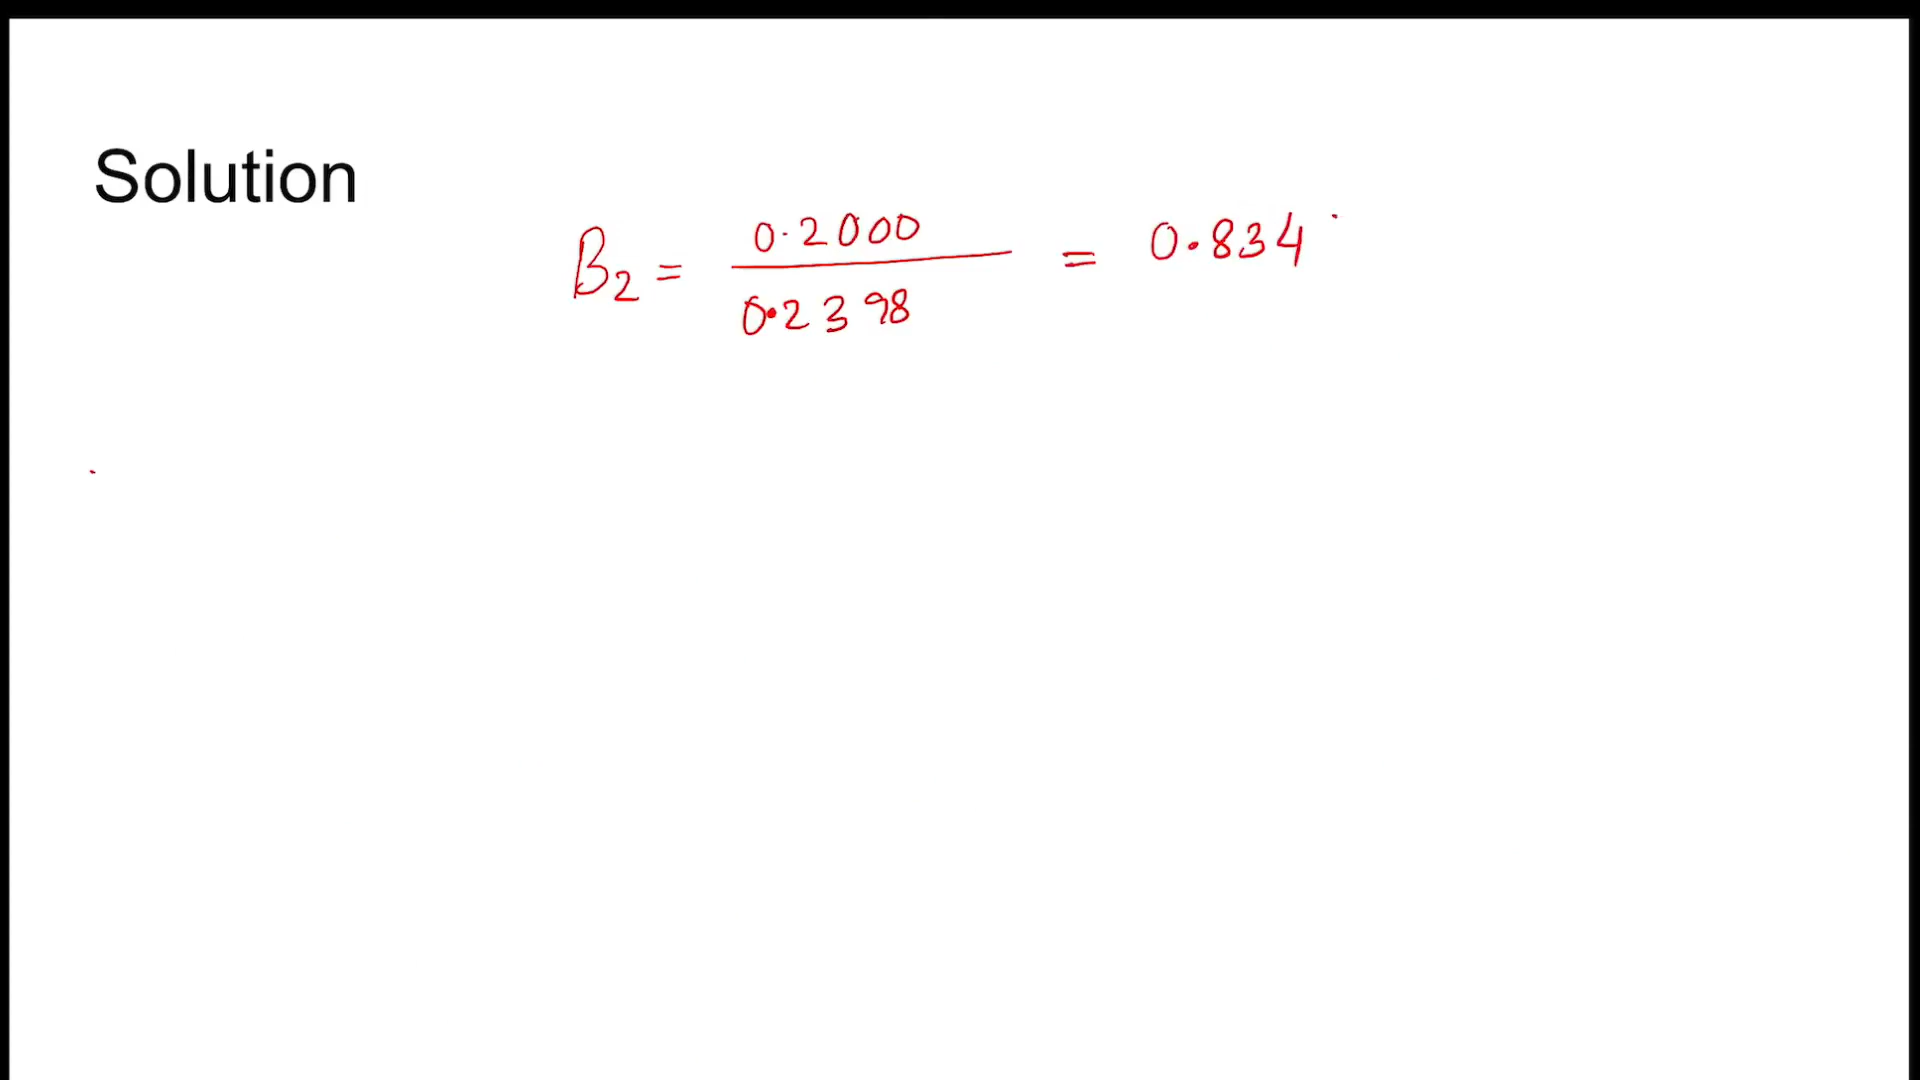 Solution
B2 = 0.2000 / 0.2398 = 0.834